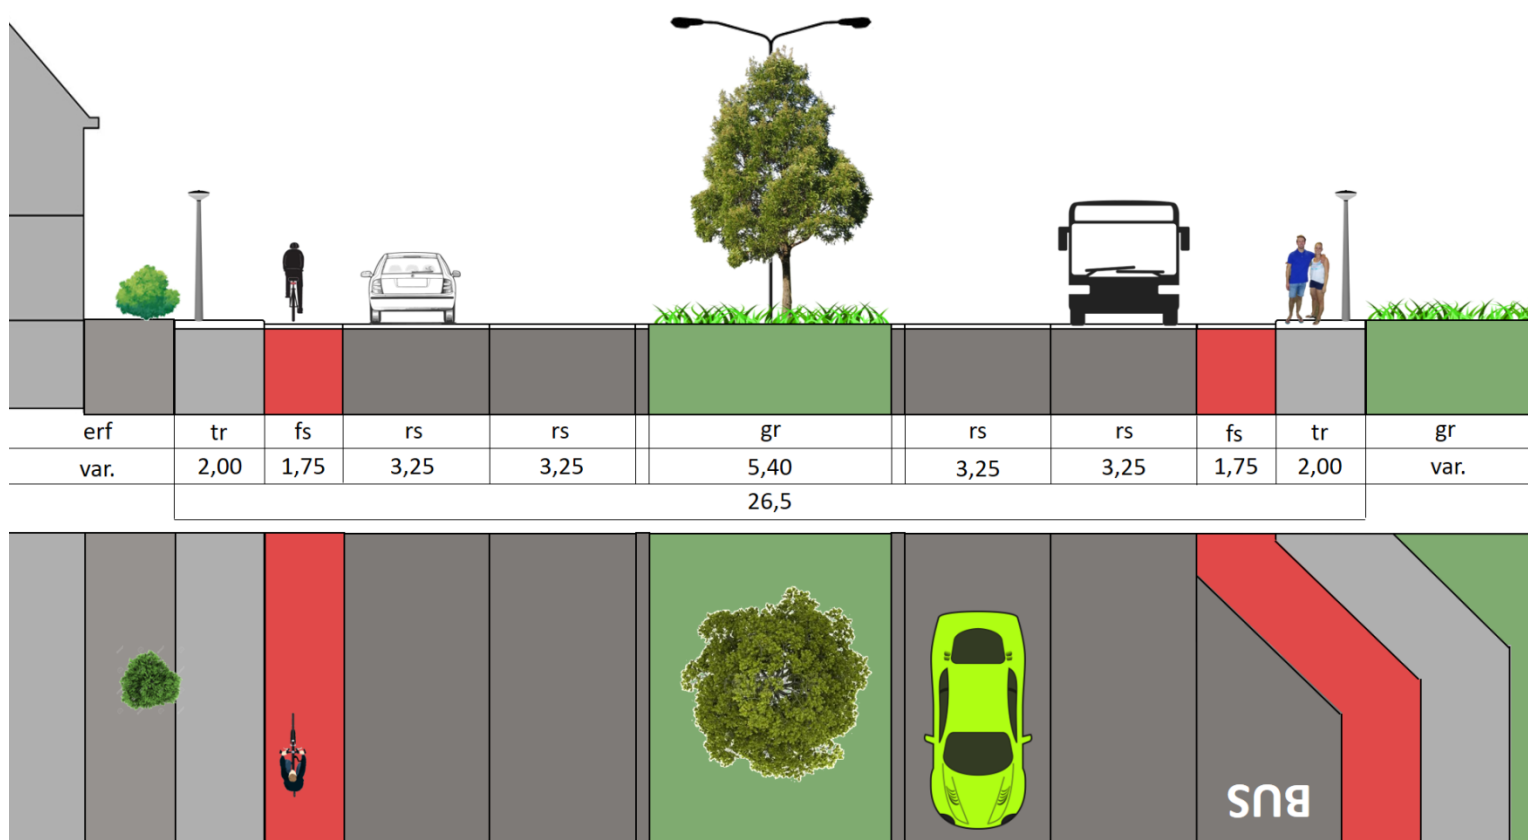 erf tr fs rs rs gr rs rs fs tr gr
var. 2,00 1,75 3,25 3,25 5,40 3,25 3,25 1,75 2,00 var.
26,5
BUS